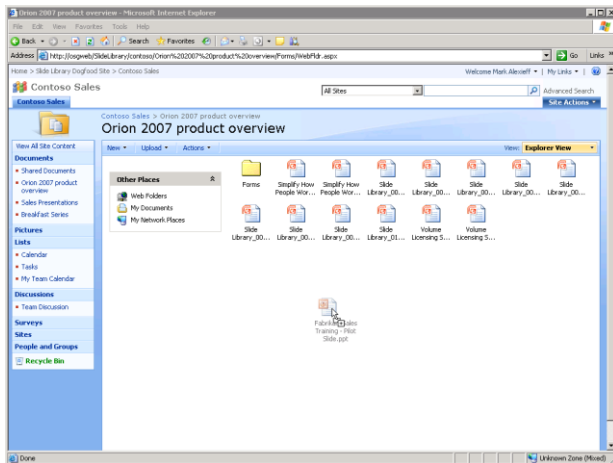 Orion 2007 product overview - Microsoft Internet Explorer
File Edit View Favorites Tools Help
Back Search Favorites
Address http://osgweb/SlideLibrary/contoso/Orion%202007%20product%20overview/Forms/WebFldr.aspx Go Links
Home > Slide Library Dogfood Site > Contoso Sales Welcome Mark Alexieff My Links
Contoso Sales All Sites Advanced Search
Contoso Sales Site Actions
Contoso Sales > Orion 2007 product overview
Orion 2007 product overview
View All Site Content New Upload Actions View: Explorer View
Documents
Shared Documents
Orion 2007 product overview
Sales Presentations
Breakfast Series
Pictures
Lists
Calendar
Tasks
My Team Calendar
Discussions
Team Discussion
Surveys
Sites
People and Groups
Recycle Bin
Other Places
Web Folders
My Documents
My Network Places
Forms Simplify How People Wor... Simplify How People Wor... Slide Library_00... Slide Library_00... Slide Library_00... Slide Library_00... Slide Library_00...
Slide Library_00... Slide Library_00... Slide Library_00... Slide Library_01... Volume Licensing S... Volume Licensing S...
Sales
Training - Pilot
Slide.ppt
Done Unknown Zone (Mixed)